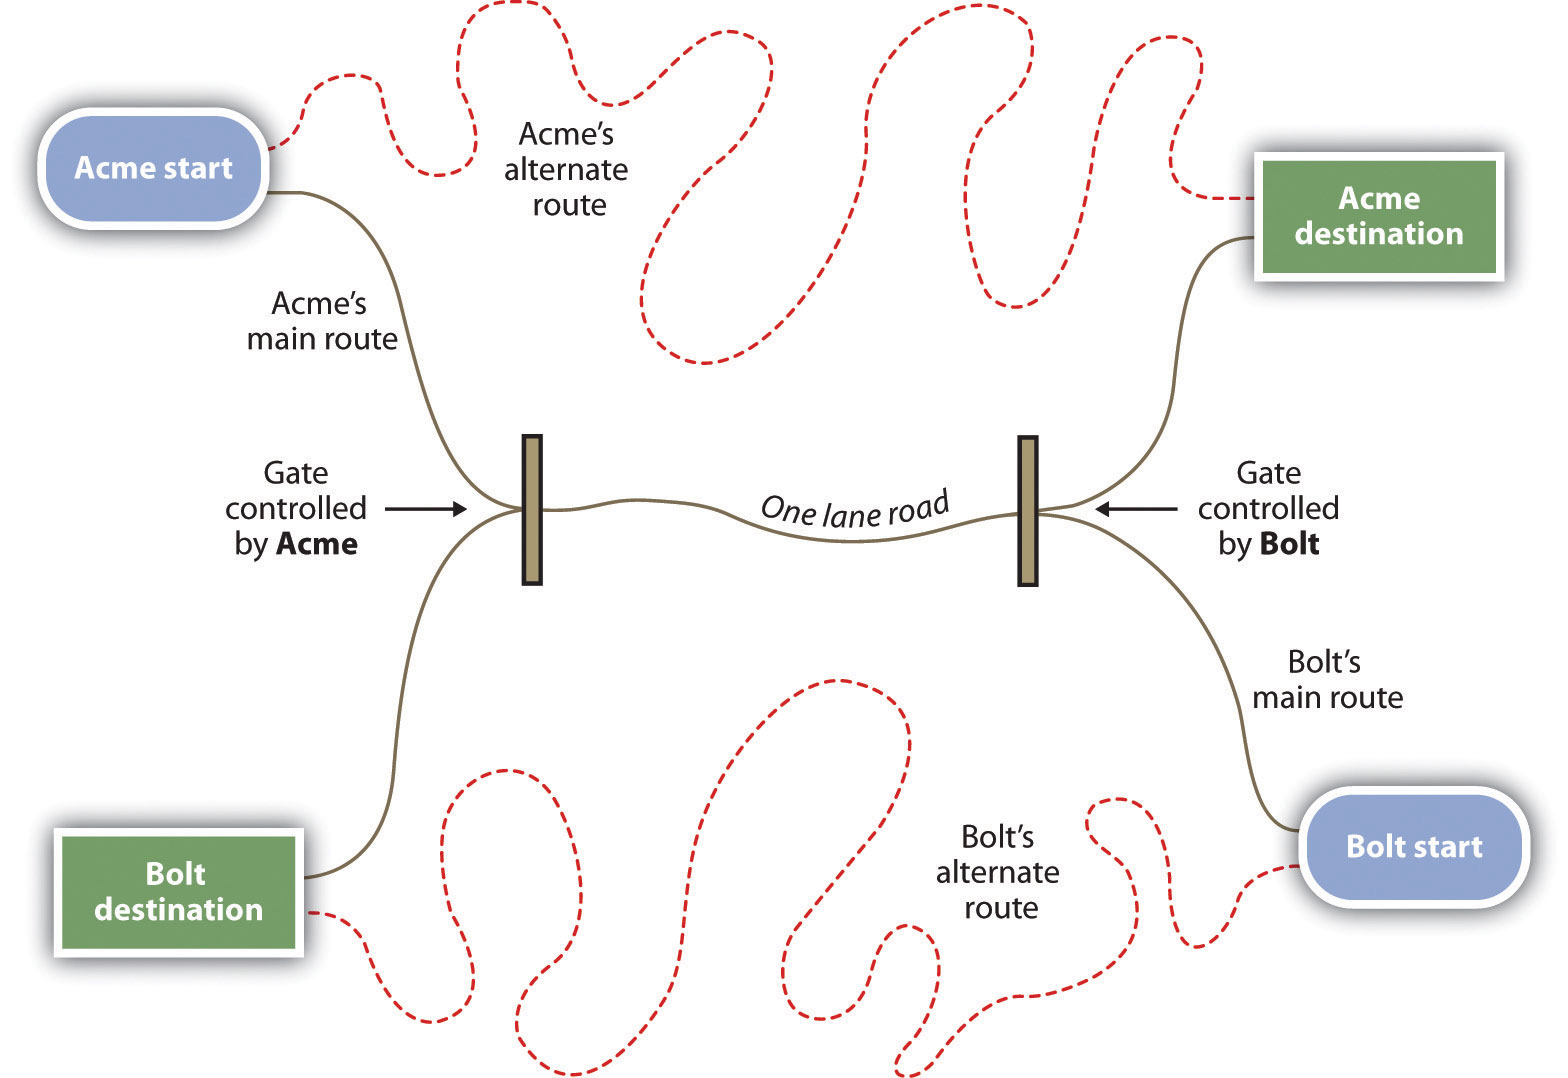 Acme start
Acme's
alternate
route
Acme
destination
Acme's
main route
Gate
controlled
by Acme
One lane road
Gate
controlled
by Bolt
Bolt's
main route
Bolt
destination
Bolt's
alternate
route
Bolt start